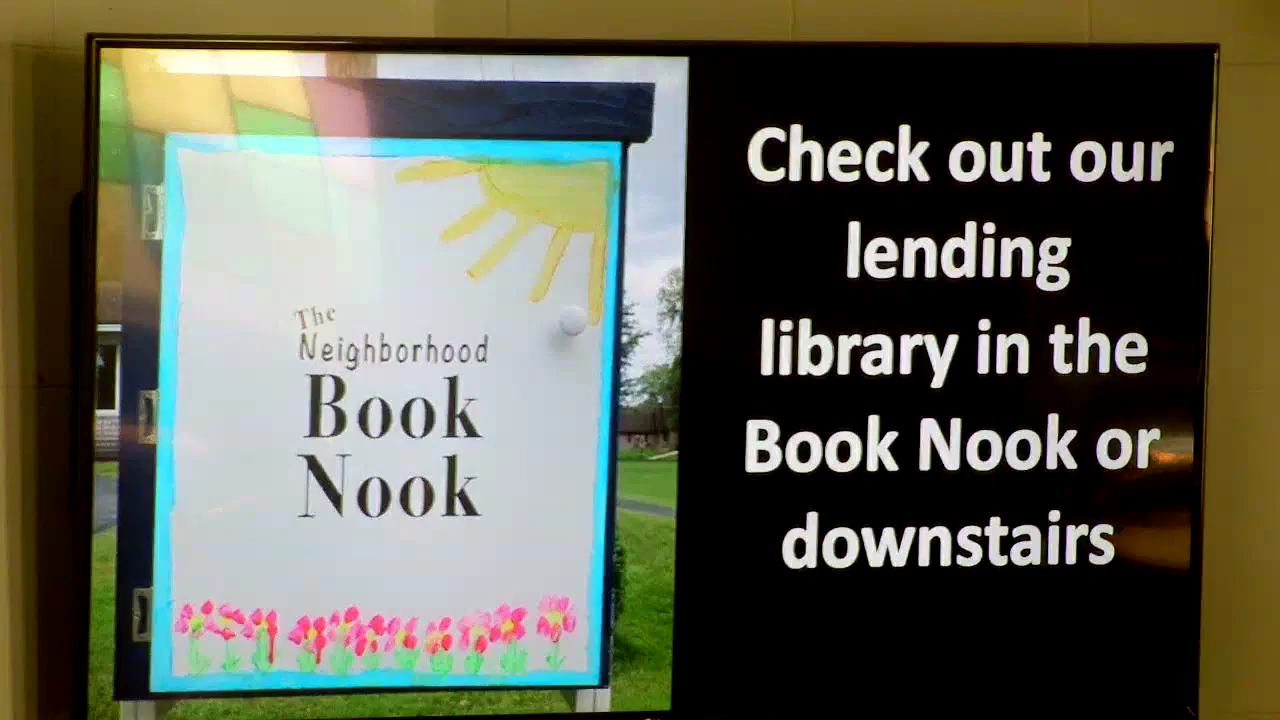 The
Neighborhood
Book
Nook
Check out our
lending
library in the
Book Nook or
downstairs